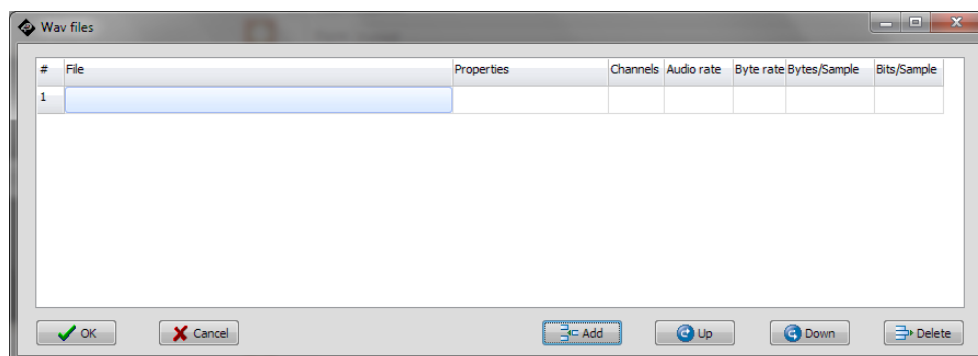 Wav files
# File Properties Channels Audio rate Byte rate Bytes/Sample Bits/Sample
1
OK Cancel Add Up Down Delete